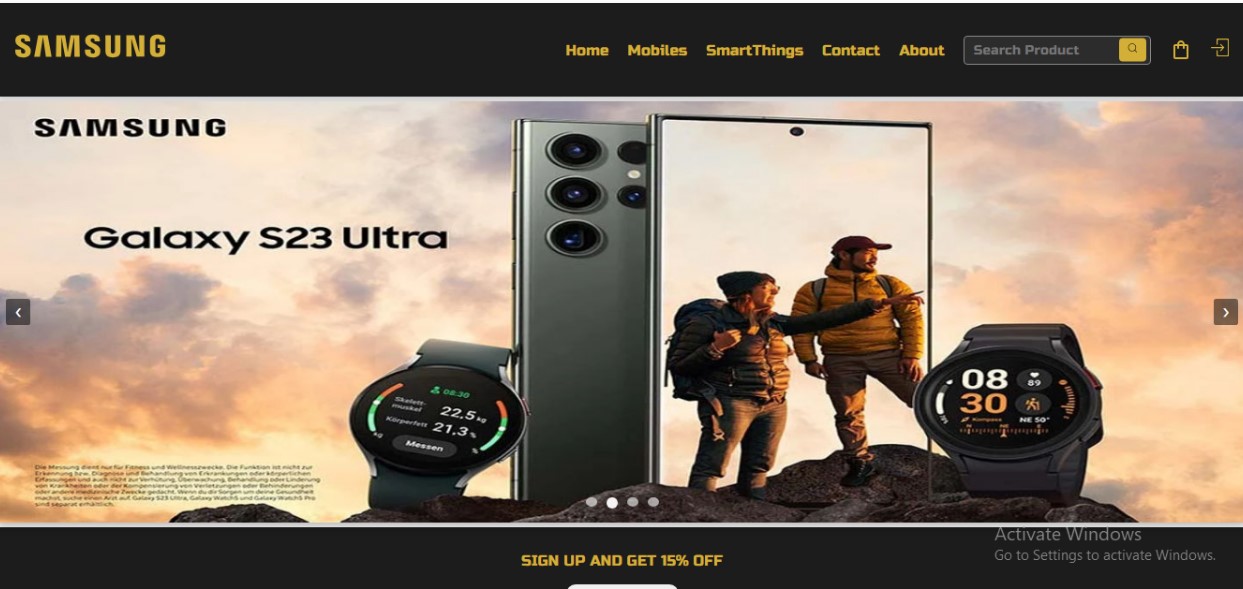 SAMSUNG
Home Mobiles SmartThings Contact About Search Product
SAMSUNG
Galaxy S23 Ultra
‹ ›
08:30
Skelett-
muskel 22,5 kg
Körperfett 21,3 %
kg
Messen
08 89
30
Kompass NE 50°
N NE E
Die Messung dient nur für Fitness und Wellnesszwecke. Die Funktion ist nicht zur
Erkennung bzw. Diagnose und Behandlung von Erkrankungen oder körperlichen
Erfassungen und auch nicht zur Verhütung, Überwachung, Behandlung oder Linderung
von Krankheiten oder der Kompensierung von Verletzungen oder Behinderungen
oder andere medizinische Zwecke gedacht. Wenn du dir Sorgen um deine Gesundheit
machst, suche einen Arzt auf. Galaxy S23 Ultra, Galaxy Watch5 und Galaxy Watch5 Pro
sind separat erhältlich.
Activate Windows
Go to Settings to activate Windows.
SIGN UP AND GET 15% OFF